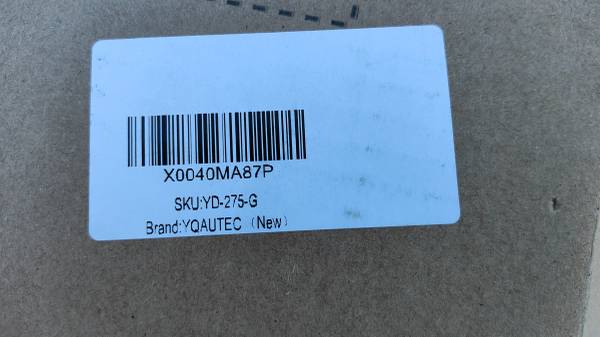 X0040MA87P
SKU:YD-275-G
Brand:YQAUTEC (New)